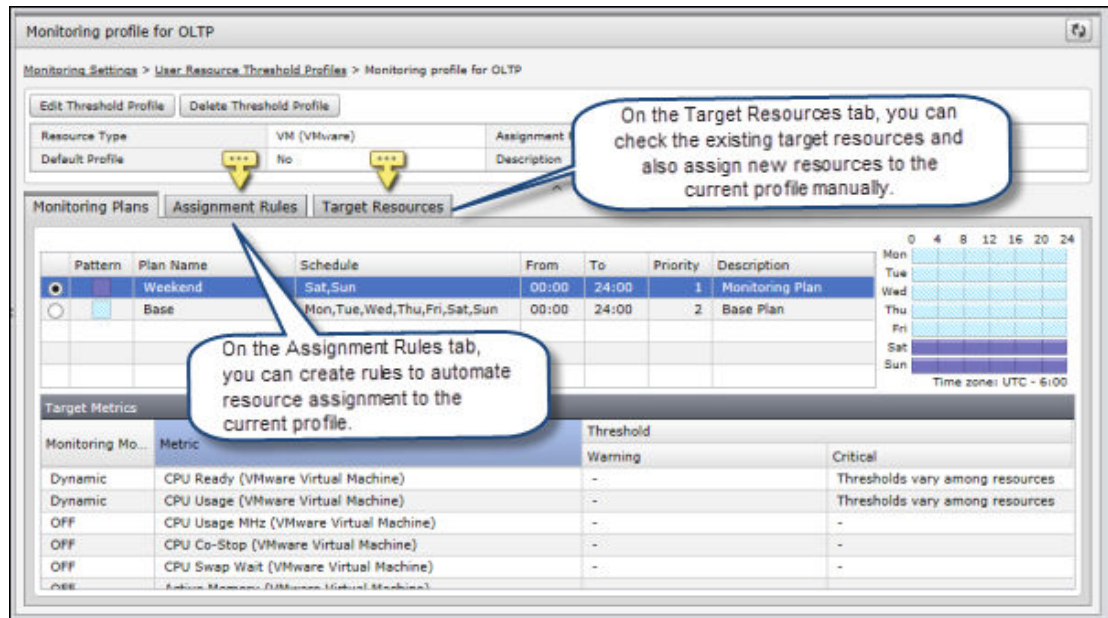 Monitoring profile for OLTP
Monitoring Settings > User Resource Threshold Profiles > Monitoring profile for OLTP
Edit Threshold Profile Delete Threshold Profile
Resource Type VM (VMware) Assignment
Default Profile No Description
On the Target Resources tab, you can
check the existing target resources and
also assign new resources to the
current profile manually.
Monitoring Plans Assignment Rules Target Resources
Pattern Plan Name Schedule From To Priority Description
Weekend Sat,Sun 00:00 24:00 1 Monitoring Plan
Base Mon,Tue,Wed,Thu,Fri,Sat,Sun 00:00 24:00 2 Base Plan
0 4 8 12 16 20 24
Mon
Tue
Wed
Thu
Fri
Sat
Sun
Time zone: UTC - 6:00
On the Assignment Rules tab,
you can create rules to automate
resource assignment to the
current profile.
Target Metrics
Monitoring Mo... Metric Threshold
Warning Critical
Dynamic CPU Ready (VMware Virtual Machine) - Thresholds vary among resources
Dynamic CPU Usage (VMware Virtual Machine) - Thresholds vary among resources
OFF CPU Usage MHz (VMware Virtual Machine) - -
OFF CPU Co-Stop (VMware Virtual Machine) - -
OFF CPU Swap Wait (VMware Virtual Machine) - -
OFF Active Memory (VMware Virtual Machine)